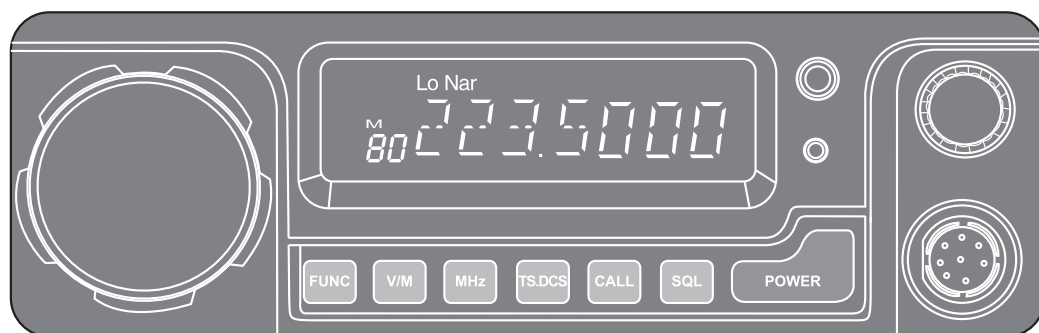 Lo Nar
M
80 223.5000
FUNC V/M MHz TS.DCS CALL SQL POWER